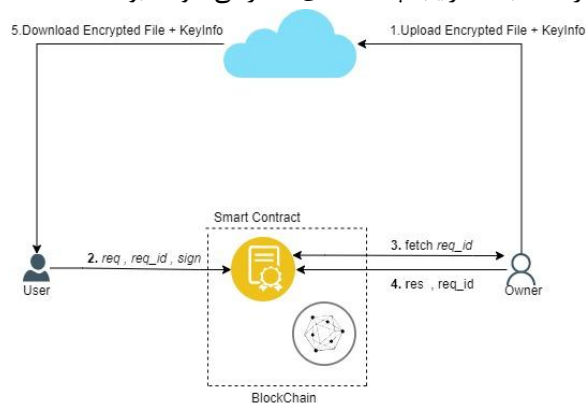 5.Download Encrypted File + KeyInfo
1.Upload Encrypted File + KeyInfo
Smart Contract
2. req , req_id , sign
3. fetch req_id
4. res , req_id
User
Owner
BlockChain